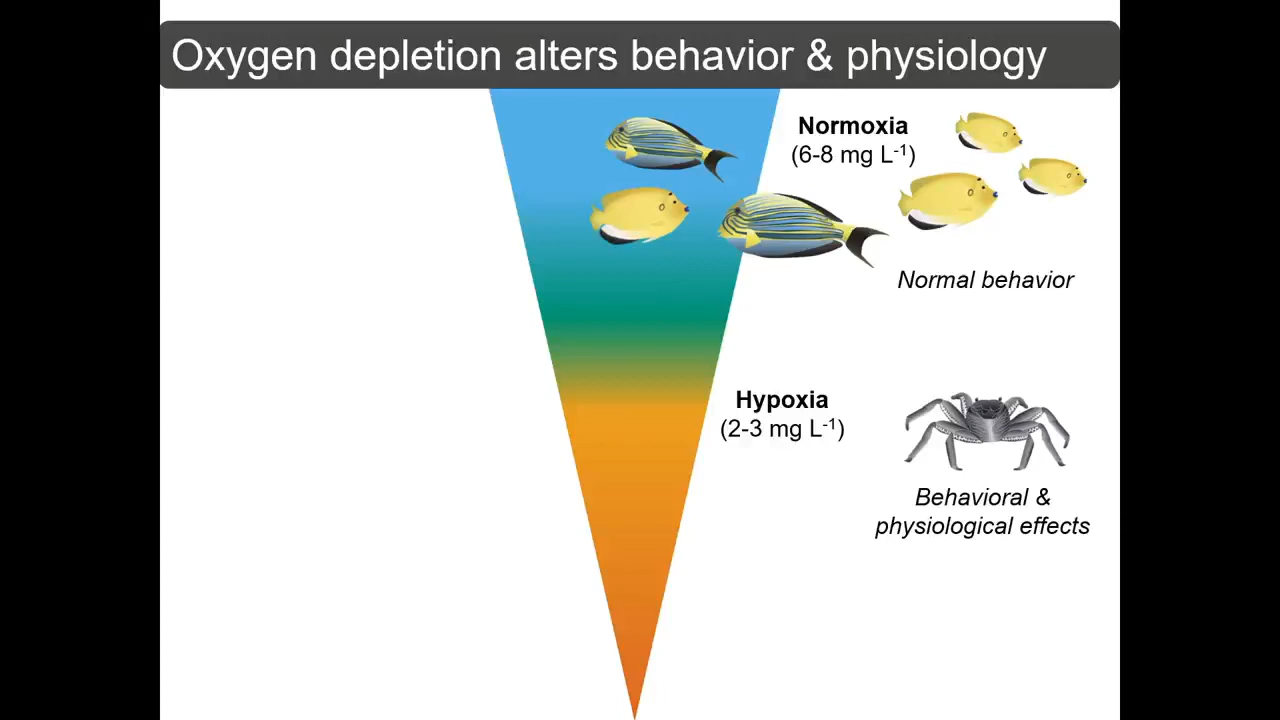 Oxygen depletion alters behavior & physiology
Normoxia
(6-8 mg L⁻¹)
Normal behavior
Hypoxia
(2-3 mg L⁻¹)
Behavioral &
physiological effects